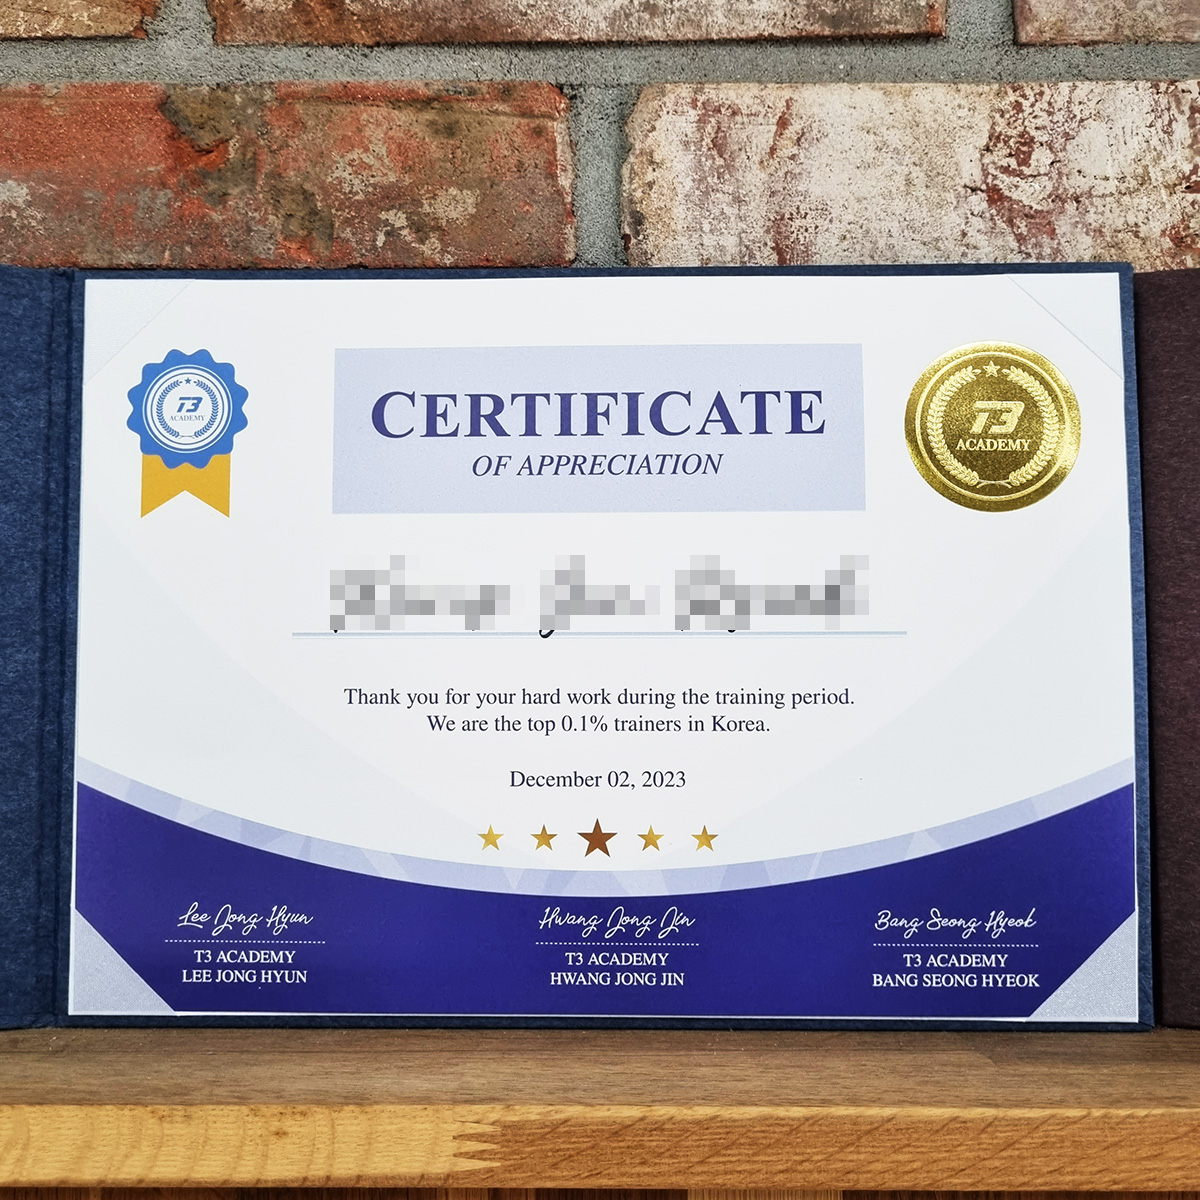 T3
ACADEMY
CERTIFICATE
OF APPRECIATION
T3
ACADEMY
Thank you for your hard work during the training period.
We are the top 0.1% trainers in Korea.
December 02, 2023
Lee Jong Hyun
T3 ACADEMY
LEE JONG HYUN
Hwang Jong Jin
T3 ACADEMY
HWANG JONG JIN
Bang Seong Hyeok
T3 ACADEMY
BANG SEONG HYEOK